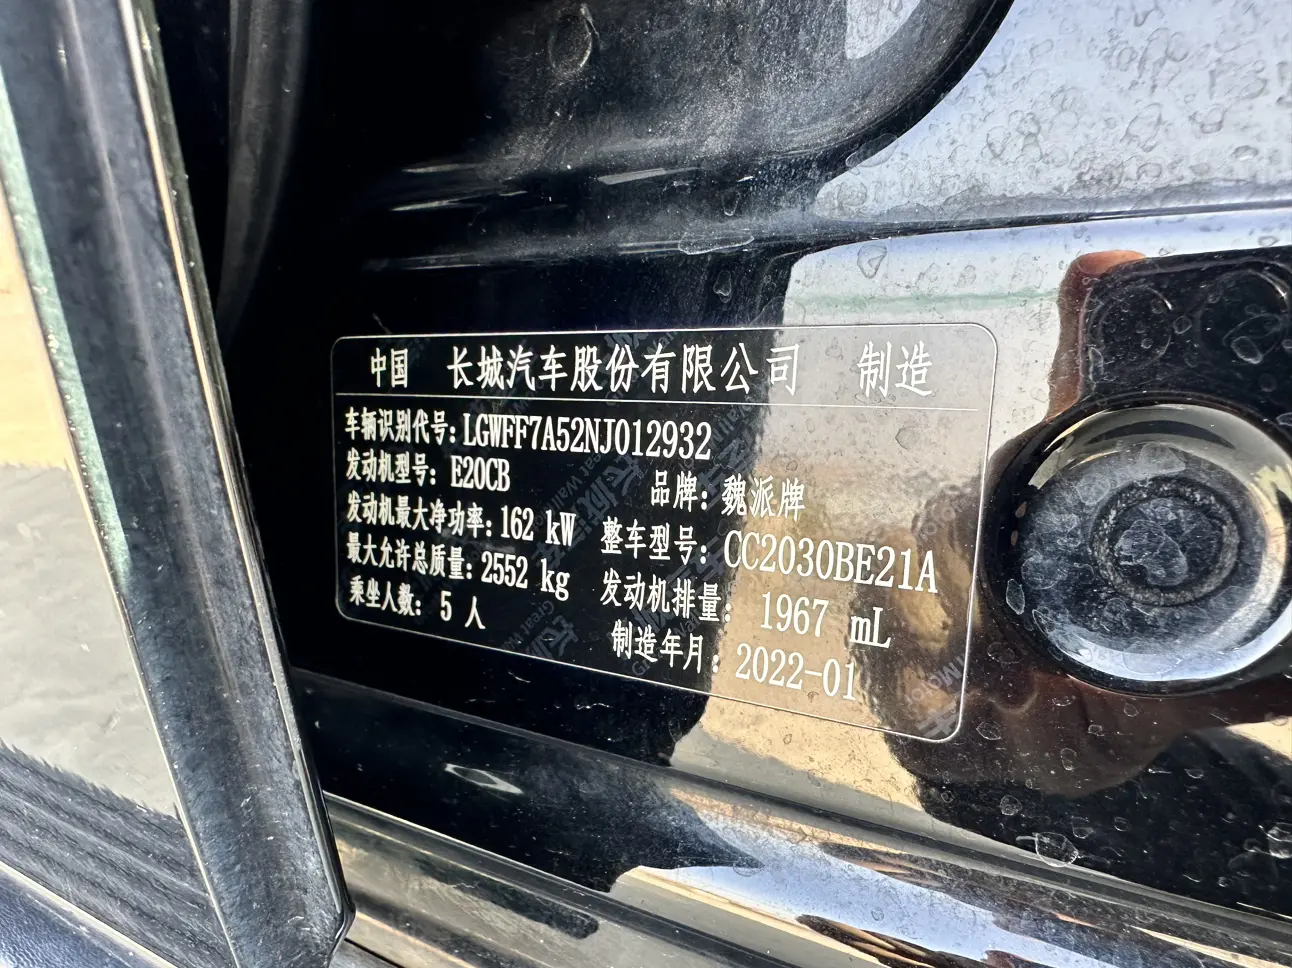 中国 长城汽车股份有限公司 制造
车辆识别代号: LGWFF7A52NJ012932
发动机型号: E20CB 品牌: 魏派牌
发动机最大净功率: 162 kW 整车型号: CC2030BE21A
最大允许总质量: 2552 kg 发动机排量: 1967 mL
乘坐人数: 5 人 制造年月: 2022-01